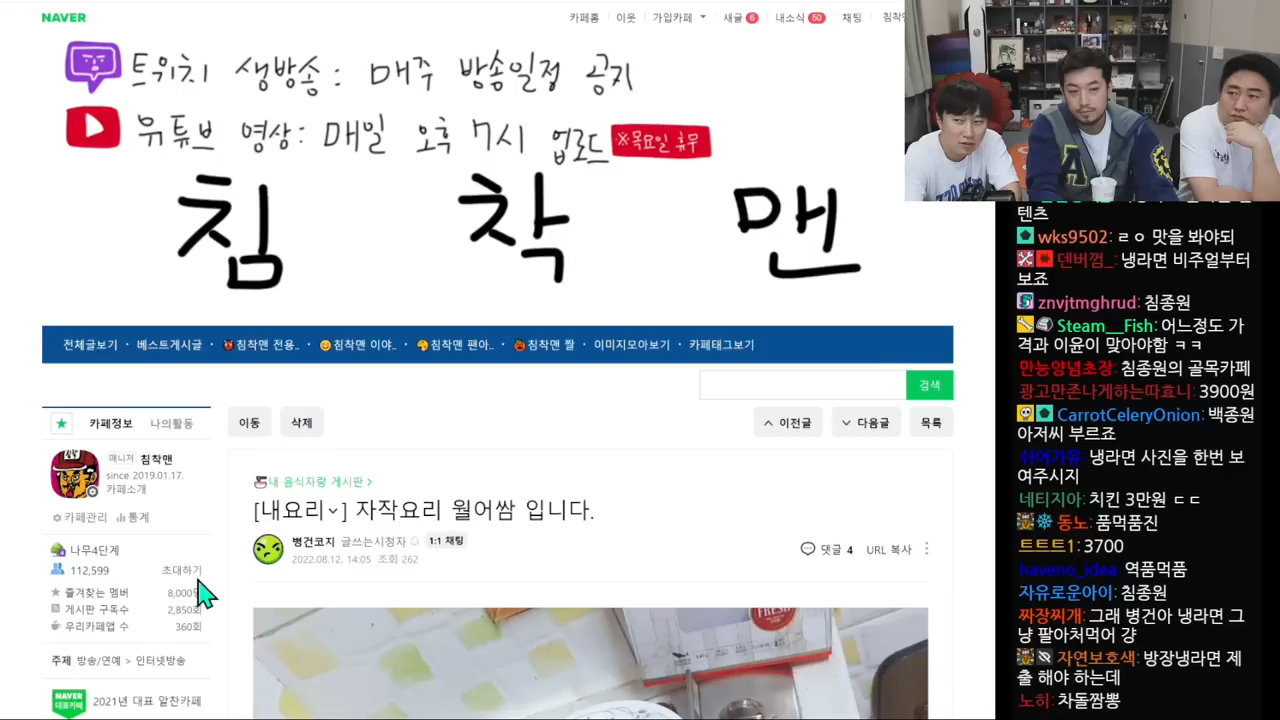 NAVER
카페홈 이웃 가입카페 새글 6 내소식 50 채팅
트위치 생방송 : 매주 방송일정 공지
유튜브 영상: 매일 오후 7시 업로드 ※목요일 휴무
침 착 맨
전체글보기 · 베스트게시글 · 침착맨 전용.. · 침착맨 이야.. · 침착맨 팬아.. · 침착맨 짤 · 이미지모아보기 · 카페태그보기
검색
카페정보 나의활동
이동 삭제
이전글 다음글 목록
매니저 침착맨
since 2019.01.17.
카페소개
카페관리 통계
나무4단계
112,599 초대하기
즐겨찾는 멤버
게시판 구독수 2,850회
우리카페앱 수 360회
주제 방송/연예 > 인터넷방송
NAVER
대표카페
2021년 대표 알찬카페
내 음식자랑 게시판 >
[내요리~] 자작요리 월어쌈 입니다.
병건코지 글쓰는시청자 1:1 채팅
2022.08.12. 14:05 조회 262
댓글 4 URL 복사
FRESH
텐츠
wks9502: ㄹㅇ 맛을 봐야되
덴버껌_: 냉라면 비주얼부터
보죠
znvjtmghrud: 침종원
Steam__Fish: 어느정도 가
격과 이윤이 맞아야함 ㅋㅋ
만능양념초장: 침종원의 골목카페
광고만존나게하는따효니: 3900원
CarrotCeleryOnion: 백종원
아저씨 부르죠
쉬어가유: 냉라면 사진을 한번 보
여주시지
네티지아: 치킨 3만원 ㄷㄷ
동노: 품먹품진
트트트1: 3700
haveno_idea 역품먹품
자유로운아이: 침종원
짜장찌개: 그래 병건아 냉라면 그
냥 팔아처먹어 걍
자연보호색: 방장냉라면 제
출 해야 하는데
노히: 차돌짬뽕